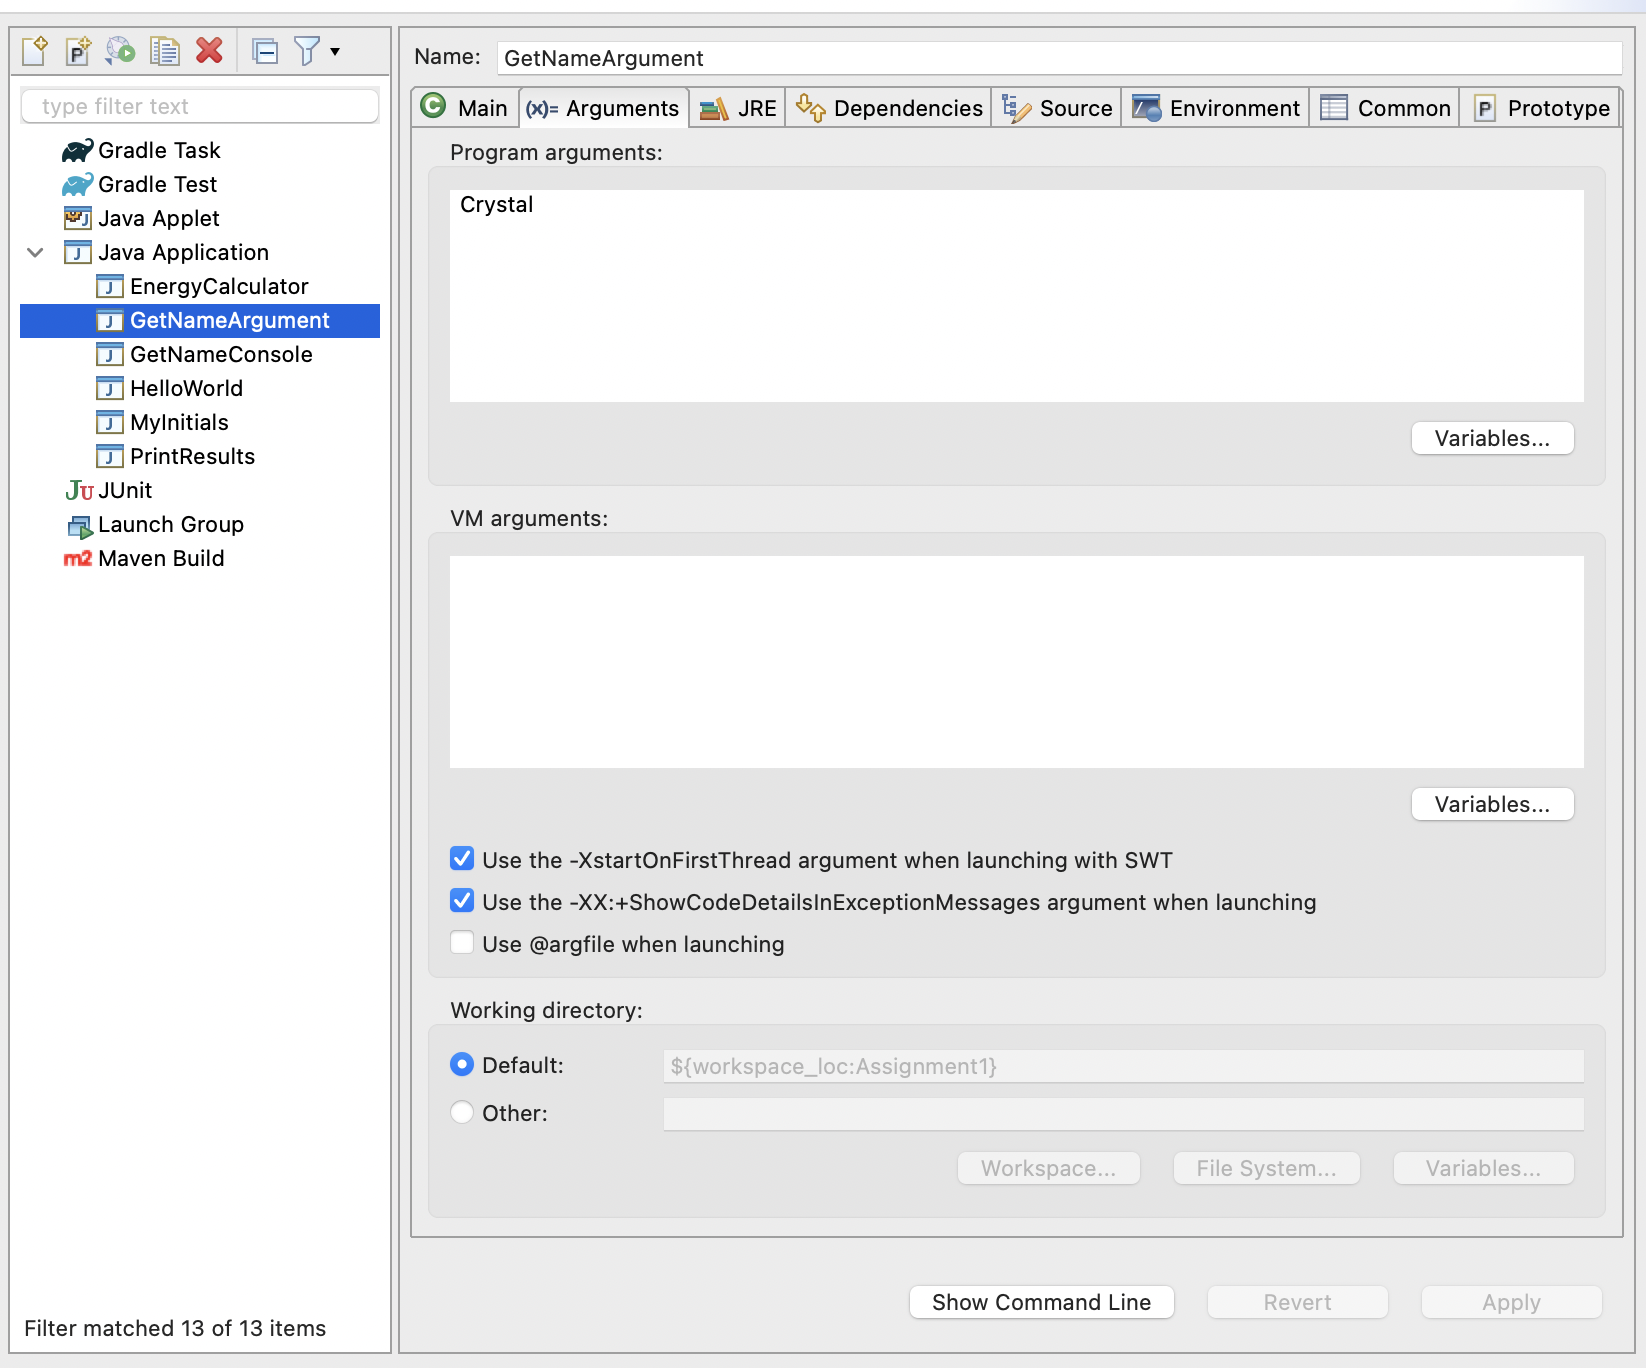 type filter text
Gradle Task
Gradle Test
Java Applet
Java Application
EnergyCalculator
GetNameArgument
GetNameConsole
HelloWorld
MyInitials
PrintResults
JUnit
Launch Group
m2 Maven Build
Filter matched 13 of 13 items
Name: GetNameArgument
Main (x)= Arguments JRE Dependencies Source Environment Common Prototype
Program arguments:
Crystal
Variables...
VM arguments:
Variables...
Use the -XstartOnFirstThread argument when launching with SWT
Use the -XX:+ShowCodeDetailsInExceptionMessages argument when launching
Use @argfile when launching
Working directory:
Default: ${workspace_loc:Assignment1}
Other:
Workspace... File System... Variables...
Show Command Line Revert Apply